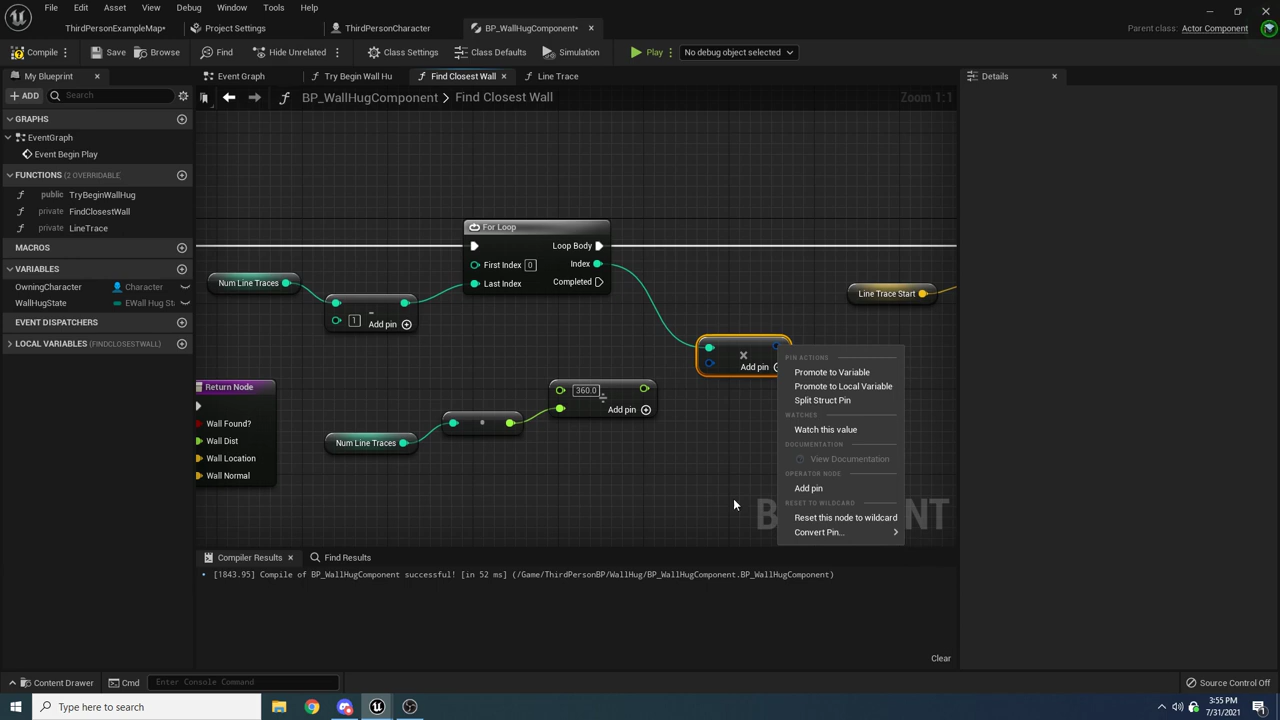 File
Edit
Asset
View
Debug
Window
Tools
Help
ThirdPersonExampleMap*
Project Settings
ThirdPersonCharacter
BP_WallHugComponent*
Parent class:
Actor Component
Compile
Save
Browse
Find
Hide Unrelated
Class Settings
Class Defaults
Simulation
Play
No debug object selected
My Blueprint
Event Graph
Try Begin Wall Hu
Find Closest Wall
Line Trace
Details
ADD
Search
BP_WallHugComponent
Find Closest Wall
Zoom 1:1
GRAPHS
EventGraph
Event Begin Play
FUNCTIONS (2 OVERRIDABLE)
public TryBeginWallHug
private FindClosestWall
private LineTrace
MACROS
VARIABLES
OwningCharacter
Character
WallHugState
EWall Hug St
EVENT DISPATCHERS
LOCAL VARIABLES (FINDCLOSESTWALL)
For Loop
Loop Body
First Index 0
Index
Last Index
Completed
Num Line Traces
1
Add pin
Line Trace Start
Add pin
360.0
Add pin
Num Line Traces
Return Node
Wall Found?
Wall Dist
Wall Location
Wall Normal
PIN ACTIONS
Promote to Variable
Promote to Local Variable
Split Struct Pin
WATCHES
Watch this value
DOCUMENTATION
View Documentation
OPERATOR NODE
Add pin
RESET TO WILDCARD
Reset this node to wildcard
Convert Pin...
Compiler Results
Find Results
[1843.95] Compile of BP_WallHugComponent successful! [in 52 ms] (/Game/ThirdPersonBP/WallHug/BP_WallHugComponent.BP_WallHugComponent)
Clear
Content Drawer
Cmd
Enter Console Command
Source Control Off
Type here to search
3:55 PM
7/31/2021